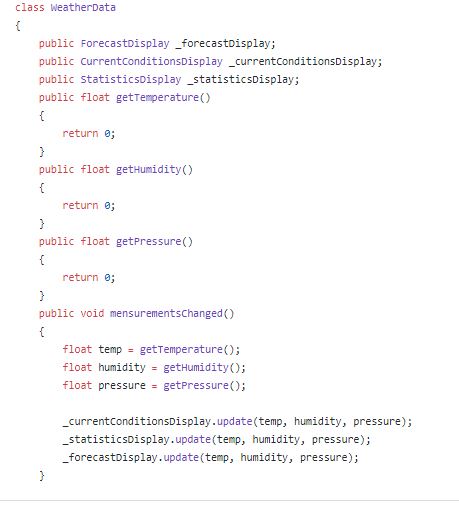 class WeatherData
{
    public ForecastDisplay _forecastDisplay;
    public CurrentConditionsDisplay _currentConditionsDisplay;
    public StatisticsDisplay _statisticsDisplay;
    public float getTemperature()
    {
        return 0;
    }
    public float getHumidity()
    {
        return 0;
    }
    public float getPressure()
    {
        return 0;
    }
    public void mensurementsChanged()
    {
        float temp = getTemperature();
        float humidity = getHumidity();
        float pressure = getPressure();

        _currentConditionsDisplay.update(temp, humidity, pressure);
        _statisticsDisplay.update(temp, humidity, pressure);
        _forecastDisplay.update(temp, humidity, pressure);
    }